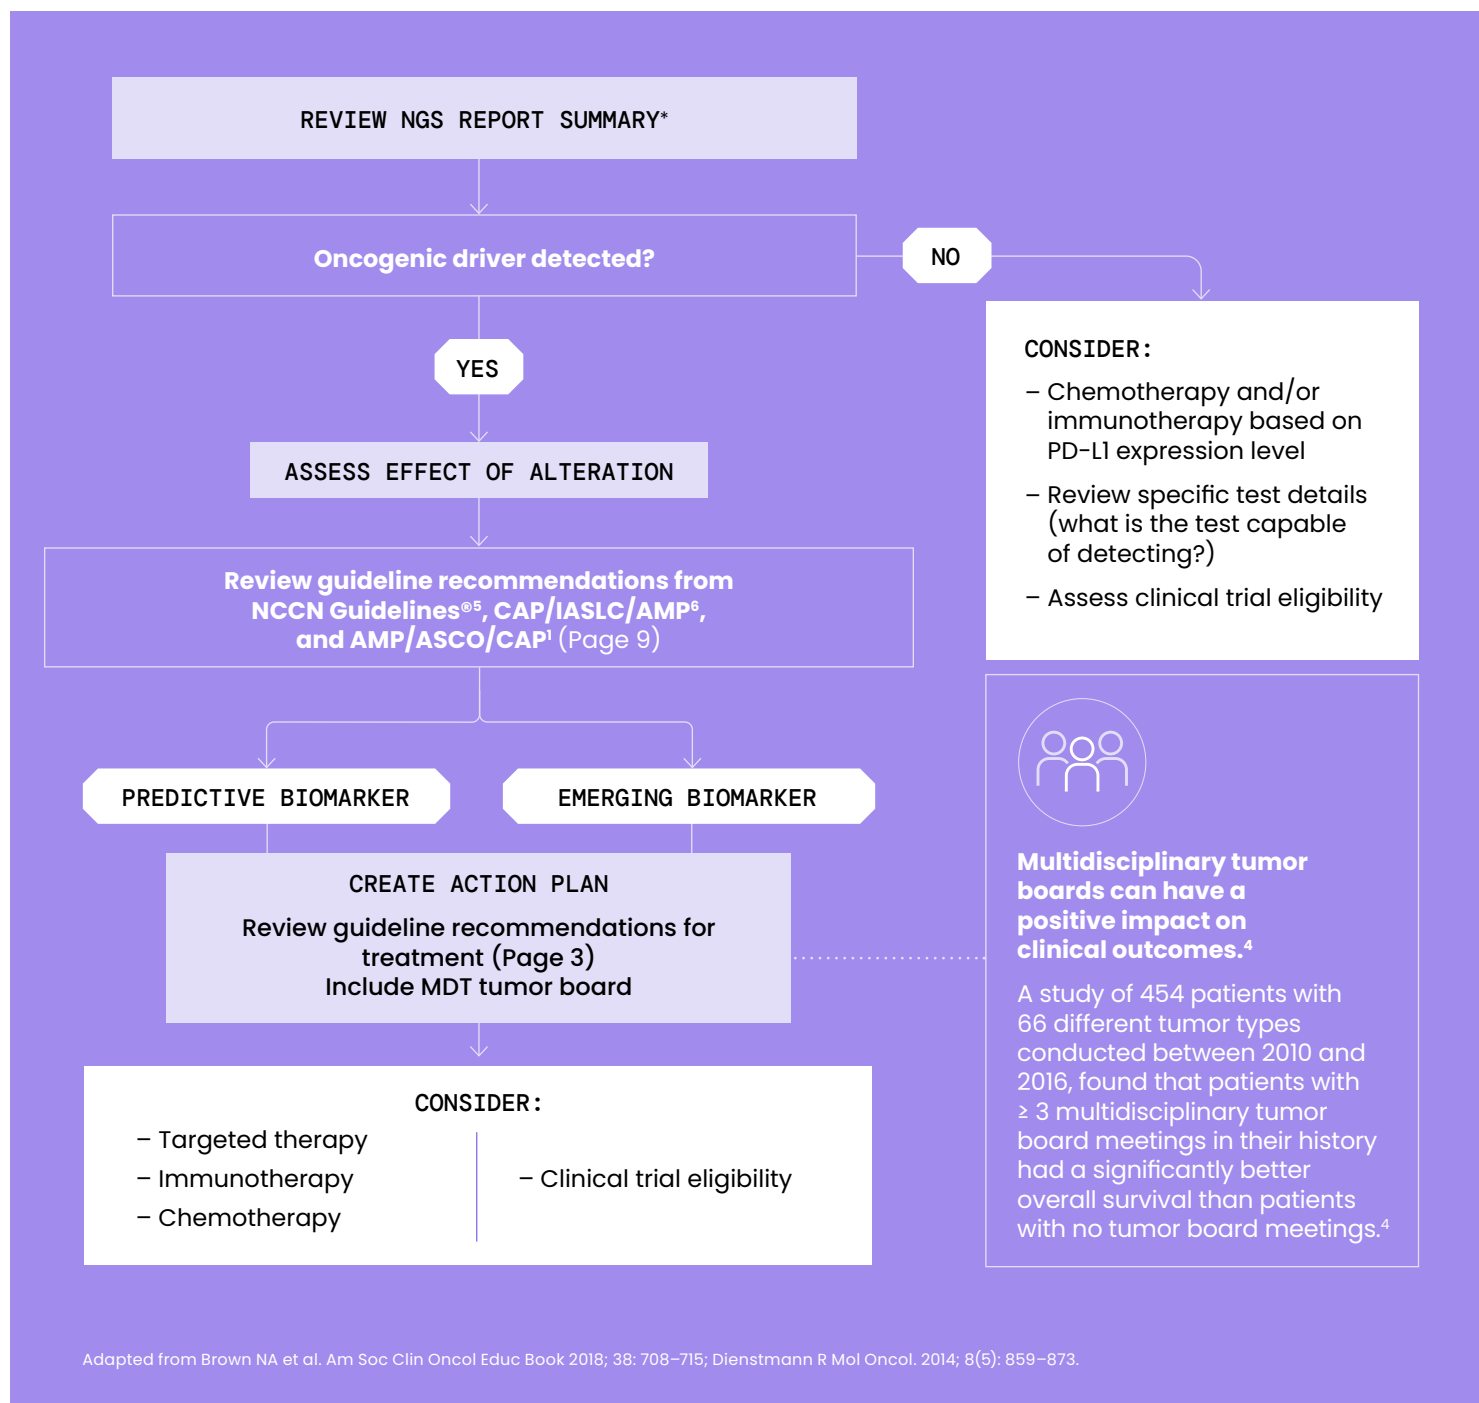 REVIEW NGS REPORT SUMMARY*
Oncogenic driver detected?
NO
YES
CONSIDER:
– Chemotherapy and/or
immunotherapy based on
PD-L1 expression level
– Review specific test details
(what is the test capable
of detecting?)
– Assess clinical trial eligibility
ASSESS EFFECT OF ALTERATION
Review guideline recommendations from
NCCN Guidelines®⁵, CAP/IASLC/AMP⁶,
and AMP/ASCO/CAP¹ (Page 9)
PREDICTIVE BIOMARKER
EMERGING BIOMARKER
CREATE ACTION PLAN
Review guideline recommendations for
treatment (Page 3)
Include MDT tumor board
Multidisciplinary tumor
boards can have a
positive impact on
clinical outcomes.⁴
A study of 454 patients with
66 different tumor types
conducted between 2010 and
2016, found that patients with
≥ 3 multidisciplinary tumor
board meetings in their history
had a significantly better
overall survival than patients
with no tumor board meetings.⁴
CONSIDER:
– Targeted therapy
– Immunotherapy
– Chemotherapy
– Clinical trial eligibility
Adapted from Brown NA et al. Am Soc Clin Oncol Educ Book 2018; 38: 708–715; Dienstmann R Mol Oncol. 2014; 8(5): 859–873.